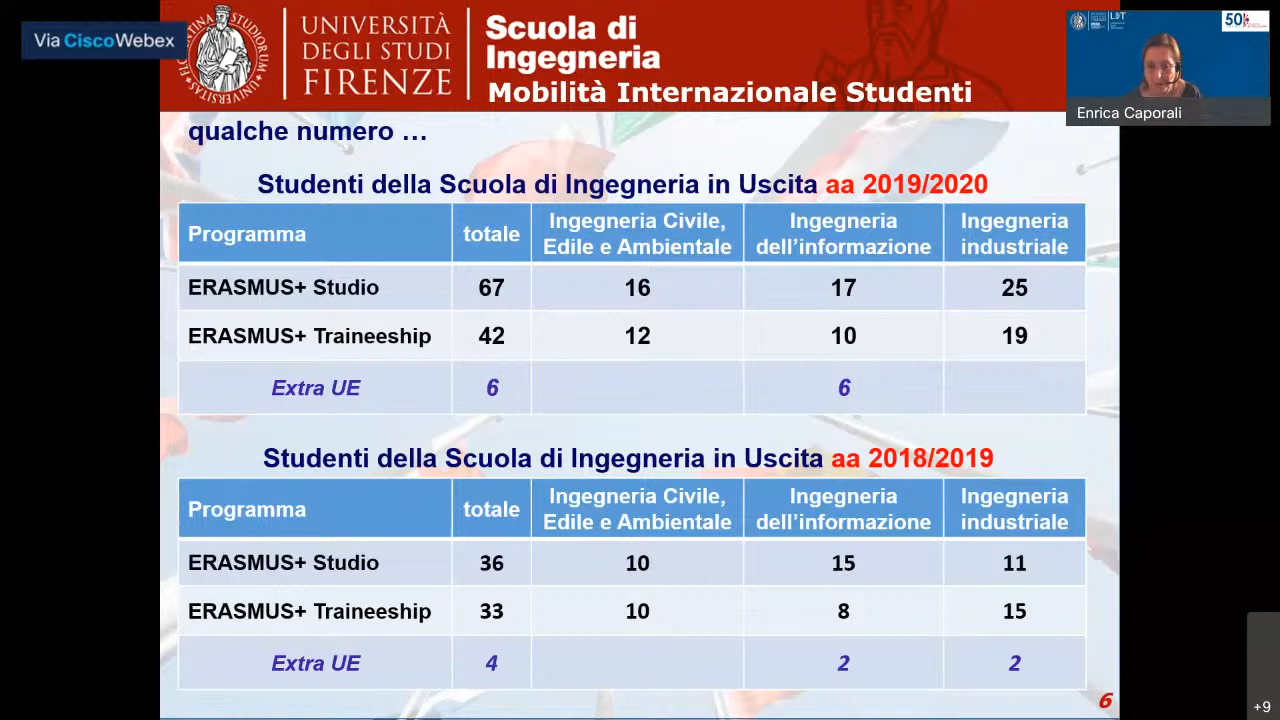 Via Cisco Webex
UNIVERSITÀ
DEGLI STUDI
FIRENZE
Scuola di
Ingegneria
Mobilità Internazionale Studenti
50
Enrica Caporali
qualche numero …
Studenti della Scuola di Ingegneria in Uscita aa 2019/2020
Programma totale Ingegneria Civile, Edile e Ambientale Ingegneria dell’informazione Ingegneria industriale
ERASMUS+ Studio 67 16 17 25
ERASMUS+ Traineeship 42 12 10 19
Extra UE 6 6
Studenti della Scuola di Ingegneria in Uscita aa 2018/2019
Programma totale Ingegneria Civile, Edile e Ambientale Ingegneria dell’informazione Ingegneria industriale
ERASMUS+ Studio 36 10 15 11
ERASMUS+ Traineeship 33 10 8 15
Extra UE 4 2 2
6
+9